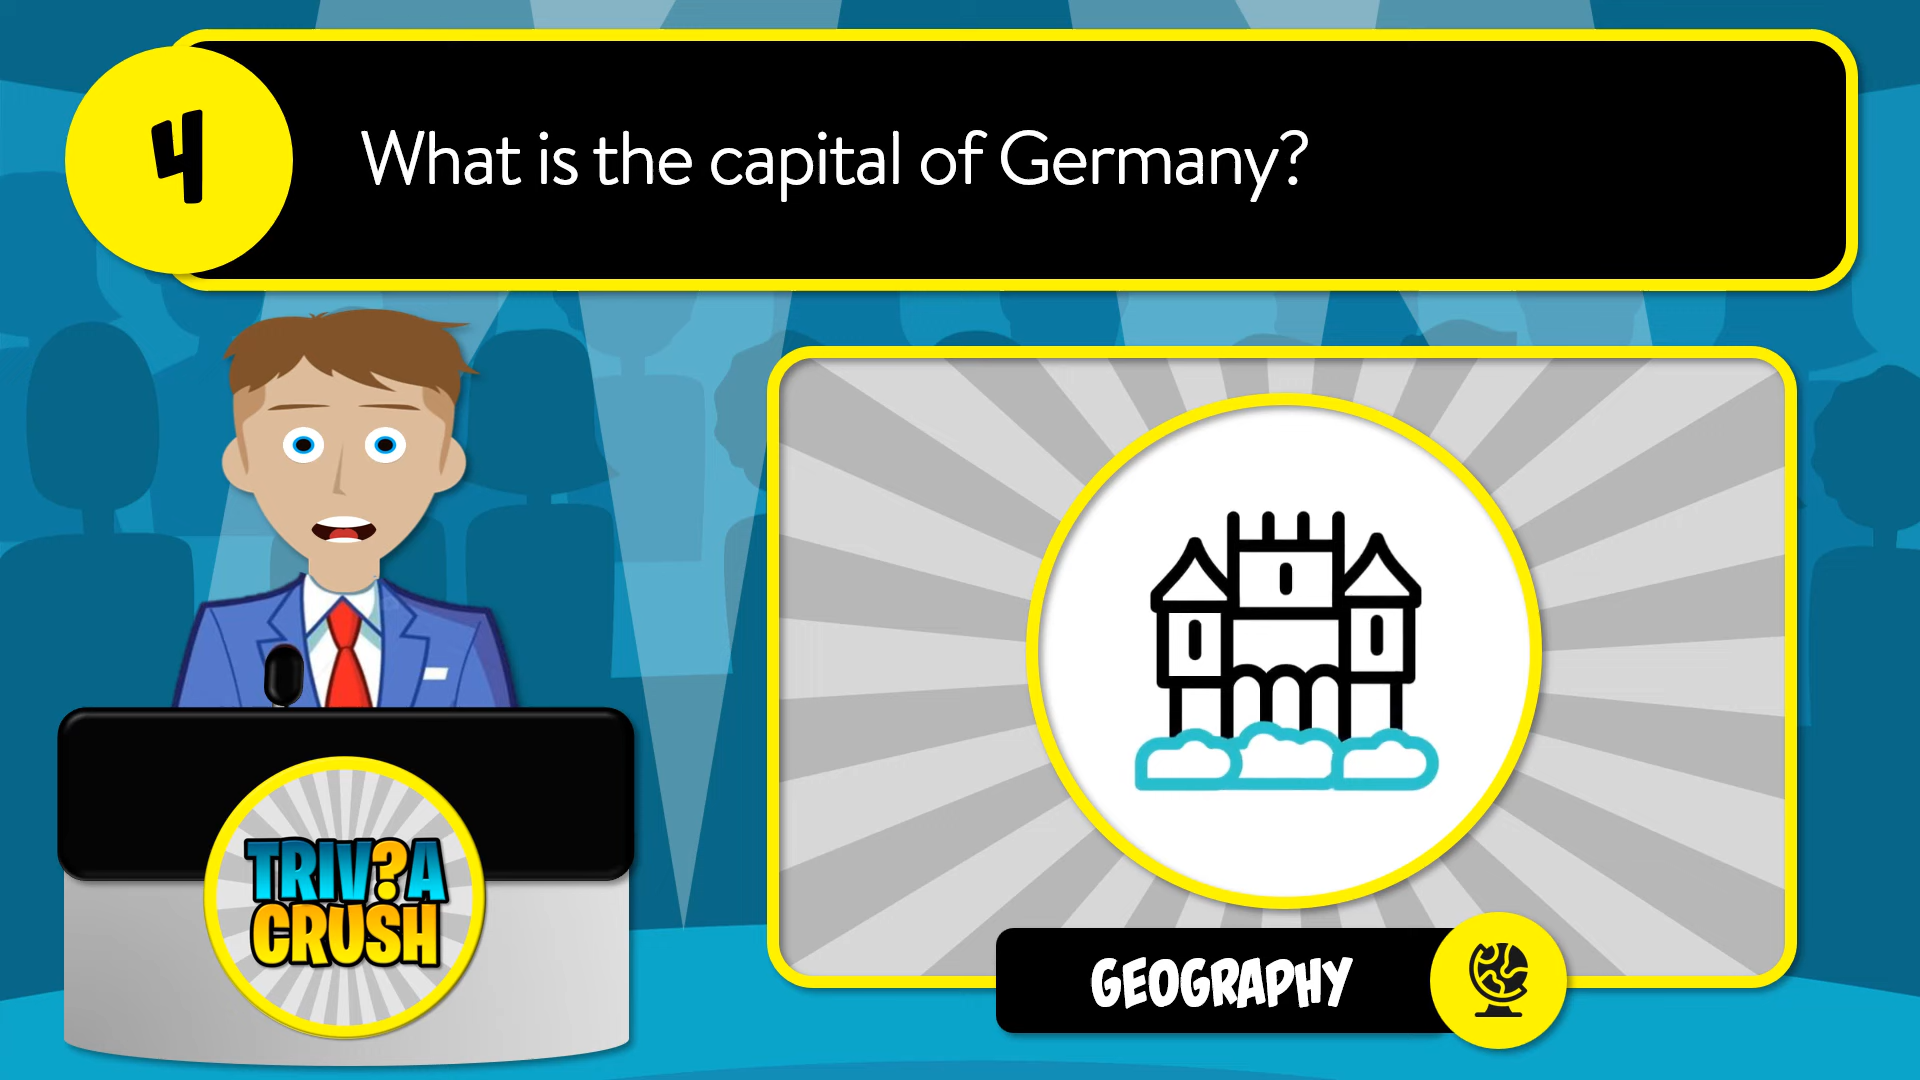 4
What is the capital of Germany?
TRIV?A
CRUSH
GEOGRAPHY